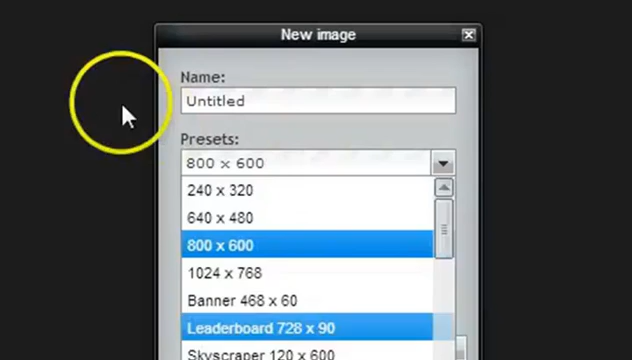 New image
Name:
Untitled
Presets:
800 x 600
240 x 320
640 x 480
800 x 600
1024 x 768
Banner 468 x 60
Leaderboard 728 x 90
Skyscraper 120 x 600